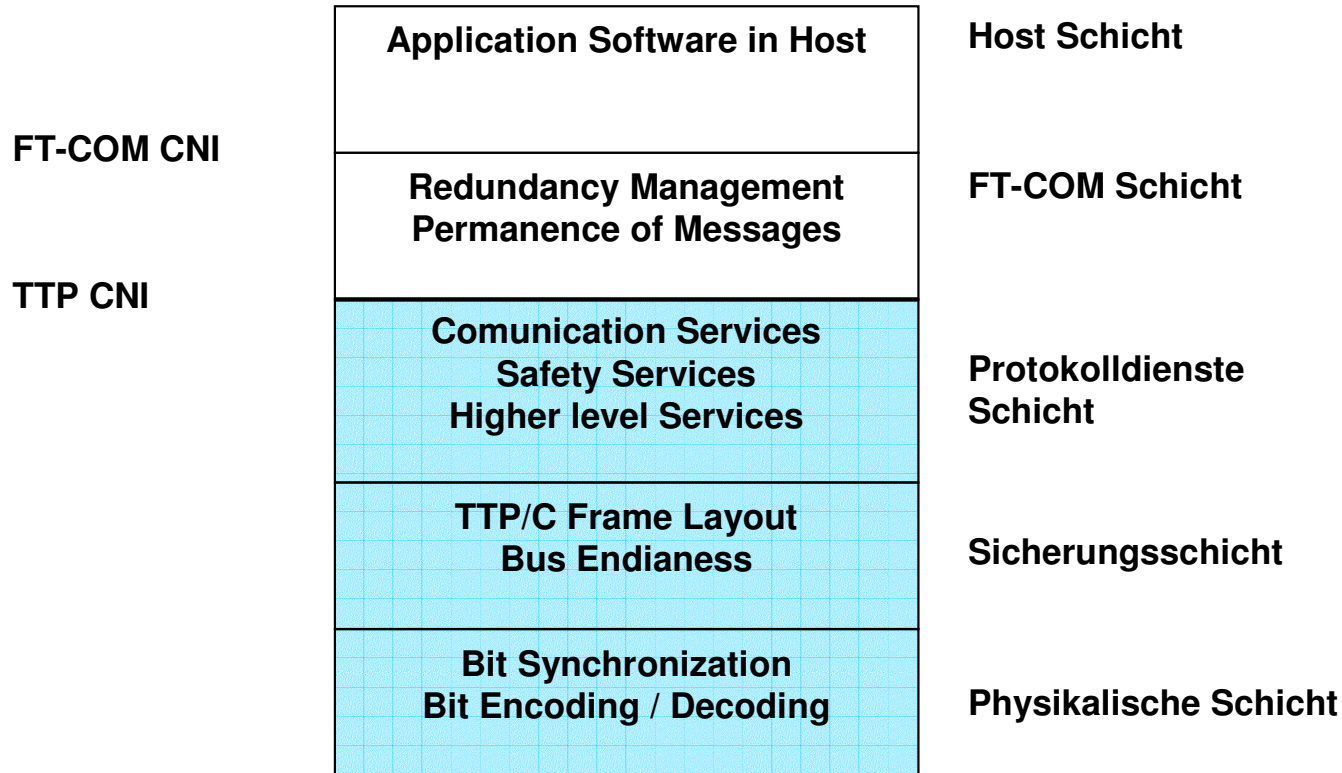 Application Software in Host
Host Schicht
FT-COM CNI
Redundancy Management
Permanence of Messages
FT-COM Schicht
TTP CNI
Comunication Services
Safety Services
Higher level Services
Protokolldienste
Schicht
TTP/C Frame Layout
Bus Endianess
Sicherungsschicht
Bit Synchronization
Bit Encoding / Decoding
Physikalische Schicht